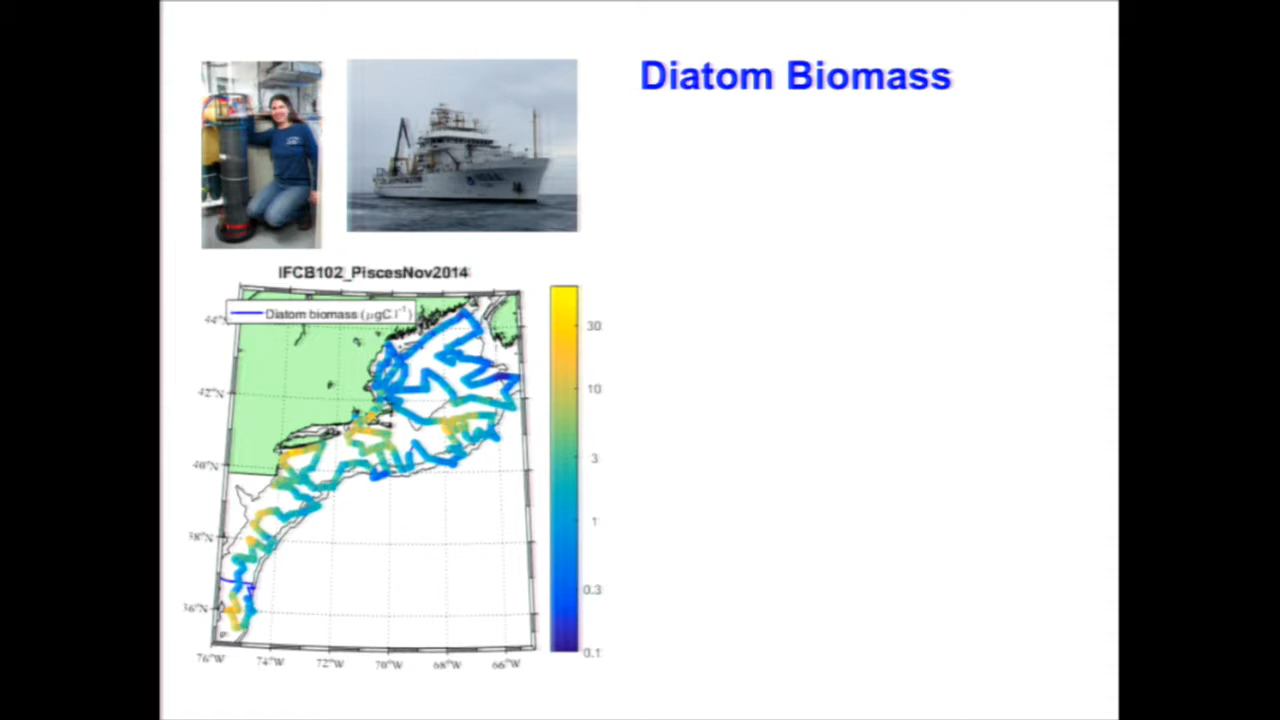 Diatom Biomass
IFCB102_PiscesNov2014
Diatom biomass (μgC.l⁻¹)
44°N
42°N
40°N
38°N
36°N
76°W 74°W 72°W 70°W 68°W 66°W
30
10
3
1
0.3
0.1